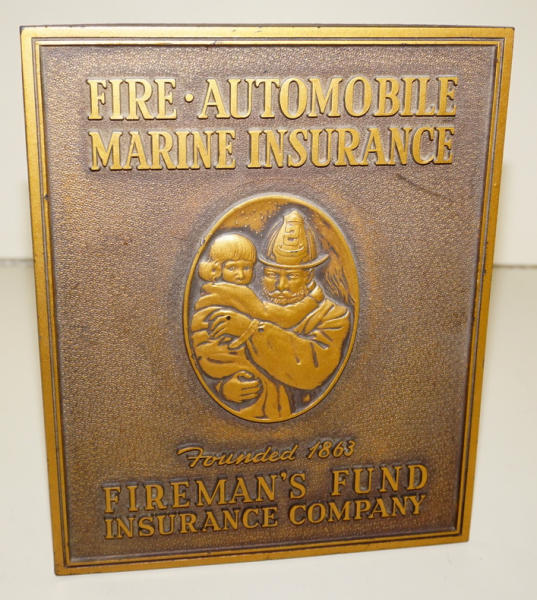 FIRE · AUTOMOBILE
MARINE INSURANCE
Founded 1863
FIREMAN'S FUND
INSURANCE COMPANY